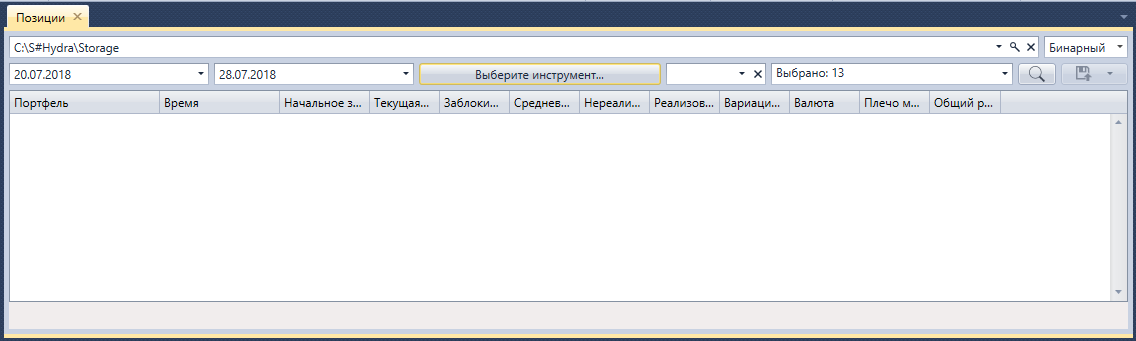 Позиции
C:\S#Hydra\Storage Бинарный
20.07.2018 28.07.2018 Выберите инструмент... Выбрано: 13
Портфель Время Начальное з... Текущая... Заблоки... Среднев... Нереали... Реализов... Вариаци... Валюта Плечо м... Общий р...